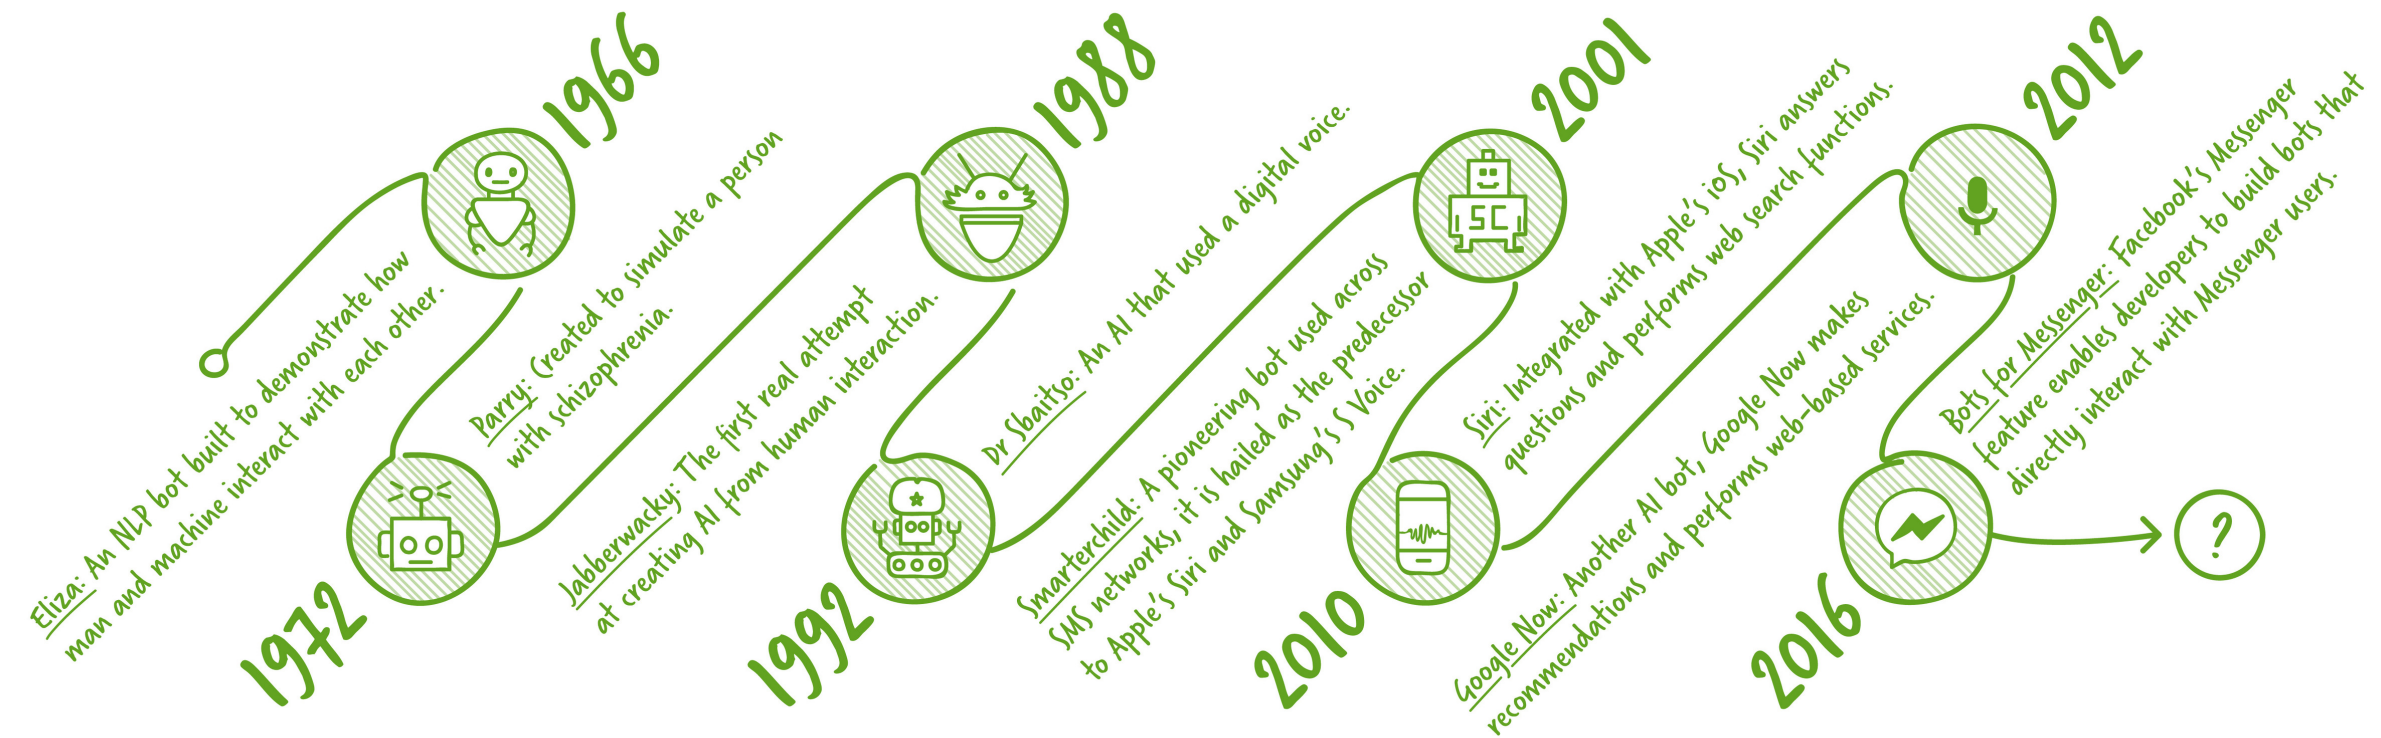 1966
Eliza: An NLP bot built to demonstrate how
man and machine interact with each other.
1972
Parry: Created to simulate a person
with schizophrenia.
1988
Jabberwacky: The first real attempt
at creating AI from human interaction.
1992
Dr Sbaitso: An AI that used a digital voice.
2001
SC
Smarterchild: A pioneering bot used across
SMS networks, it is hailed as the predecessor
to Apple's Siri and Samsung's S Voice.
2010
Siri: Integrated with Apple's iOS, Siri answers
questions and performs web search functions.
2012
Google Now: Another AI bot, Google Now makes
recommendations and performs web-based services.
2016
Bots for Messenger: Facebook's Messenger
feature enables developers to build bots that
directly interact with Messenger users.
?